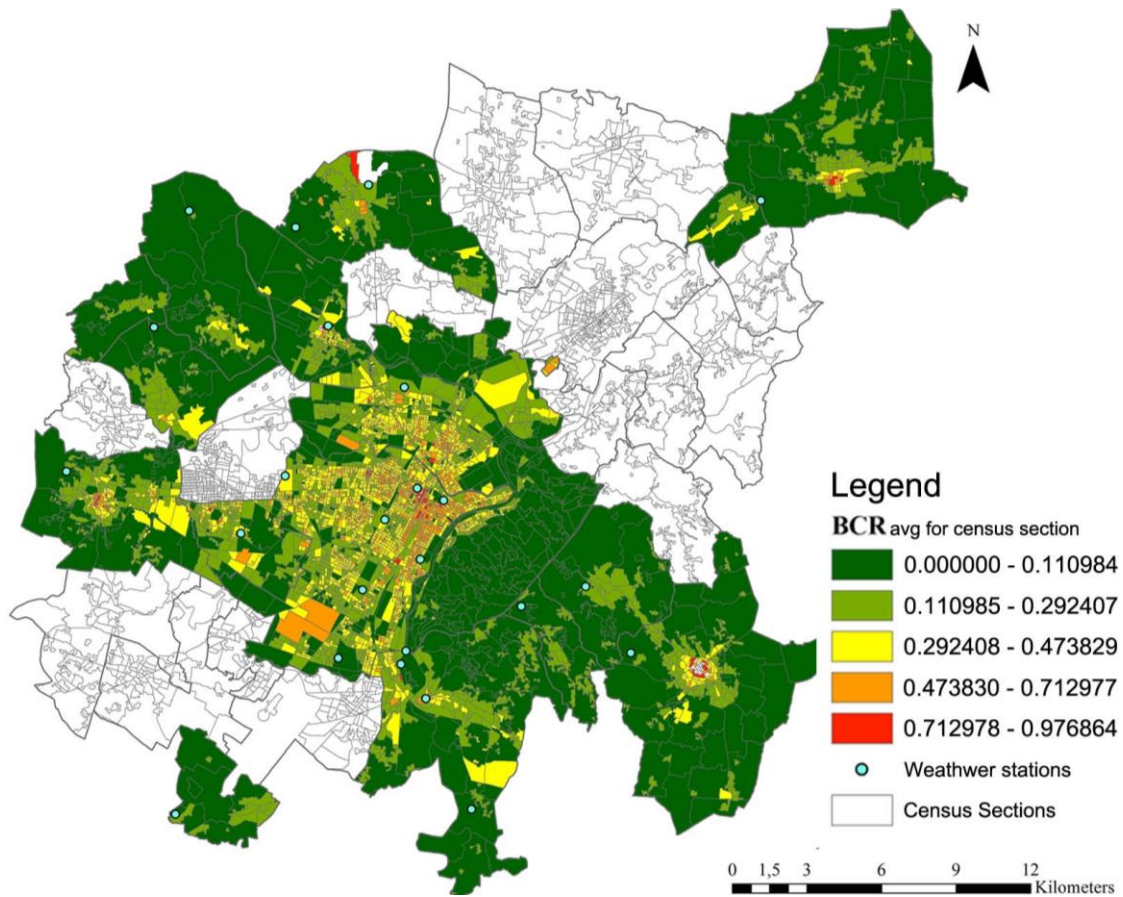 N
Legend
BCR avg for census section
0.000000 - 0.110984
0.110985 - 0.292407
0.292408 - 0.473829
0.473830 - 0.712977
0.712978 - 0.976864
Weathwer stations
Census Sections
0 1,5 3 6 9 12
Kilometers